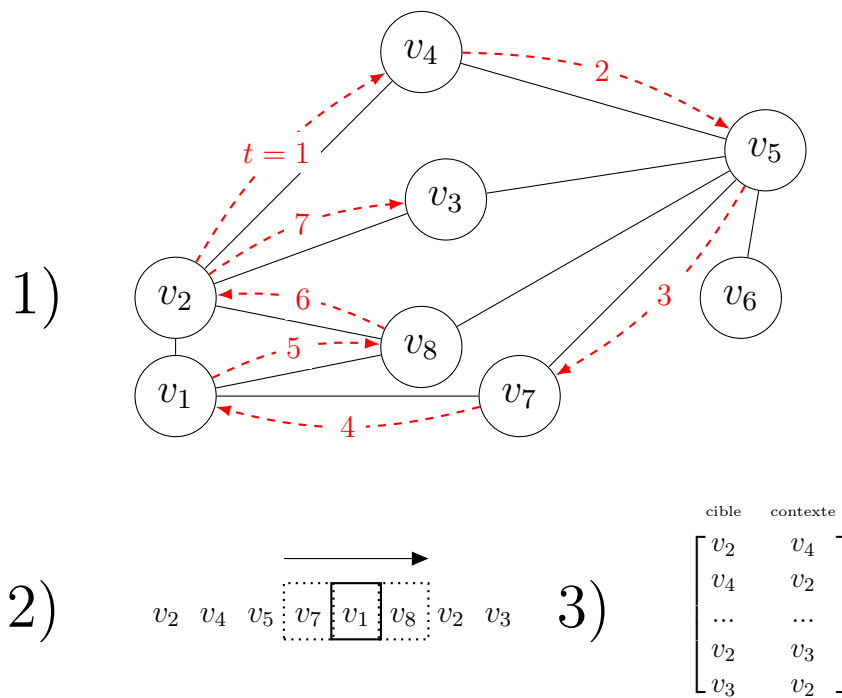 1)
v4
2
v5
t = 1
v3
7
v2
6
3
v6
5
v8
v1
v7
4
2)
v2 v4 v5 v7 v1 v8 v2 v3
3)
cible contexte
v2 v4
v4 v2
... ...
v2 v3
v3 v2